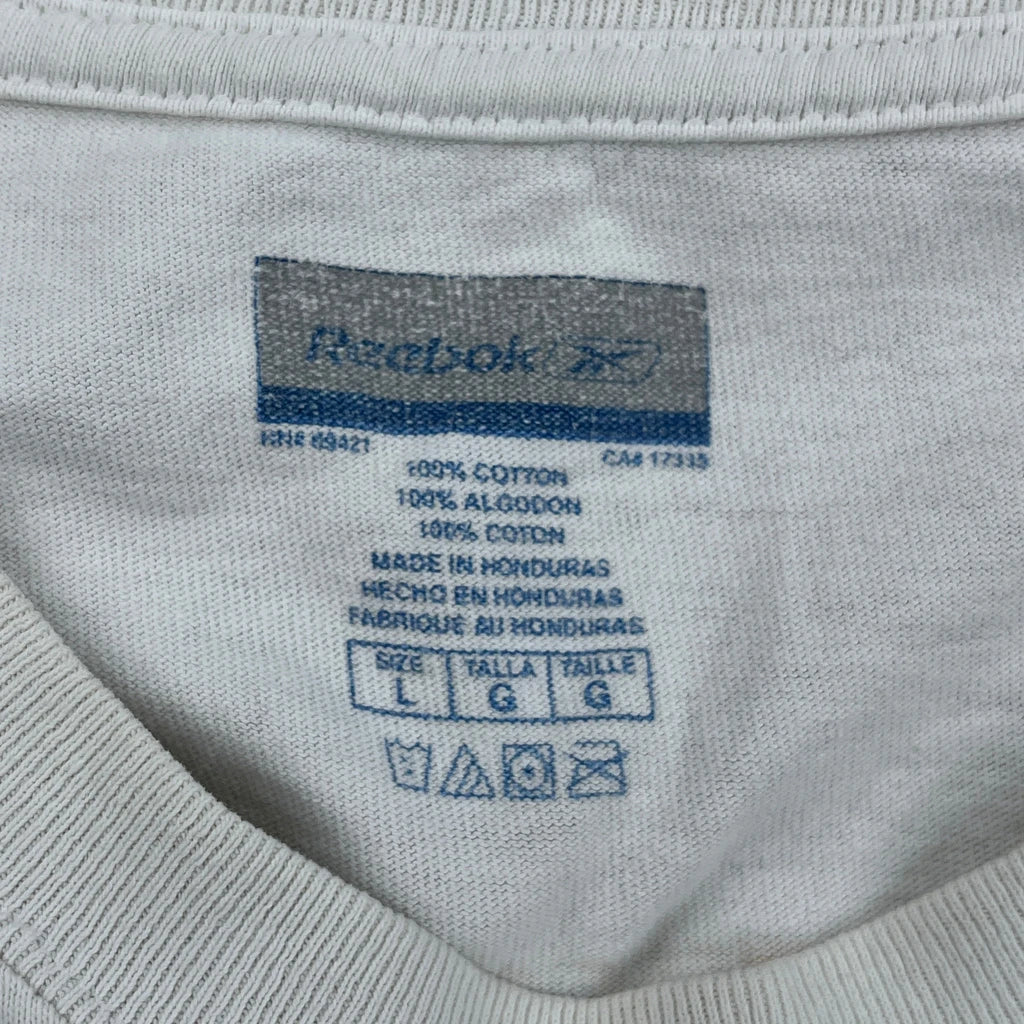 Reebok
RN# 69421 CA# 17335
100% COTTON
100% ALGODON
100% COTON
MADE IN HONDURAS
HECHO EN HONDURAS
FABRIQUE AU HONDURAS
SIZE TALLA TAILLE
L G G